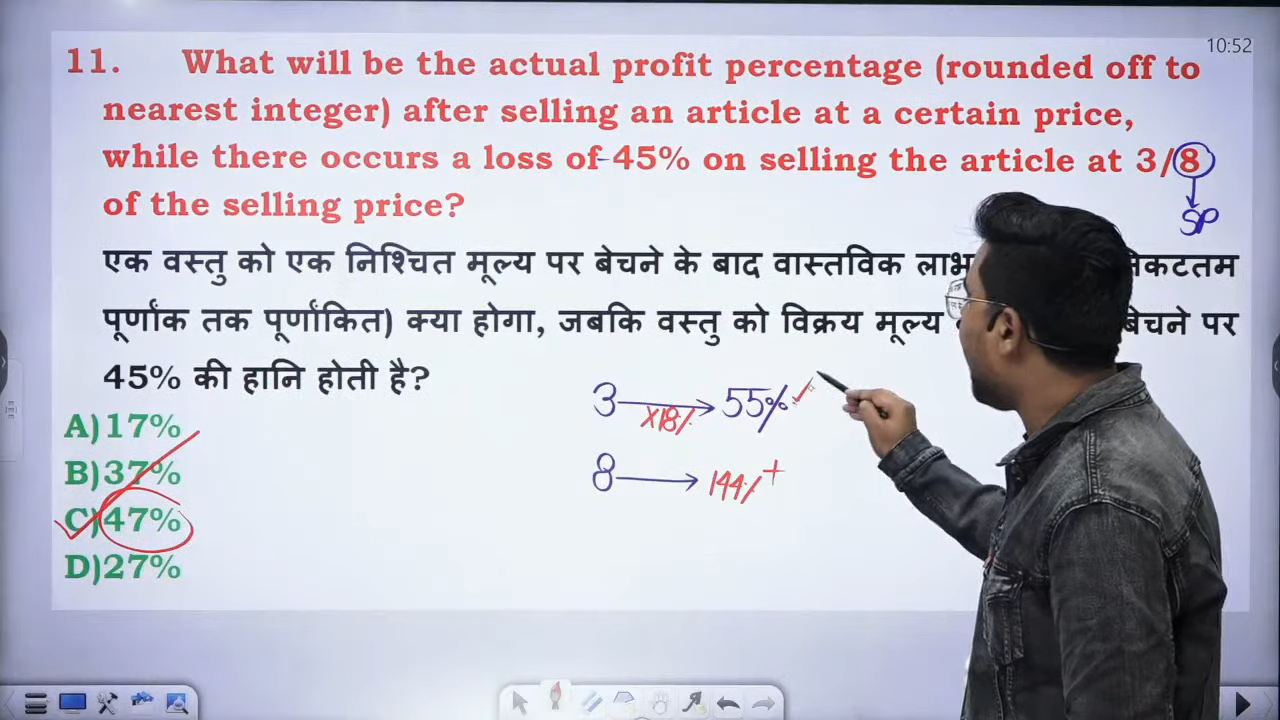 10:52
11. What will be the actual profit percentage (rounded off to
nearest integer) after selling an article at a certain price,
while there occurs a loss of 45% on selling the article at 3/8
of the selling price?
SP
एक वस्तु को एक निश्चित मूल्य पर बेचने के बाद वास्तविक लाभ
पूर्णांक तक पूर्णांकित) क्या होगा, जबकि वस्तु को विक्रय मूल्य बेचने पर
45% की हानि होती है?
3 ×18% 55%
8 144% +
A)17%
B)37%
C)47%
D)27%